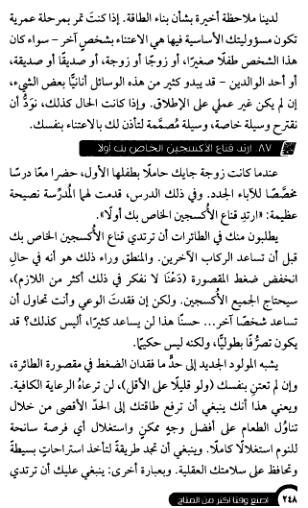 لدينا ملاحظة أخيرة بشأن بناء الطاقة. إذا كنتَ تمر بمرحلة عمرية
تكون مسؤوليتك الأساسية فيها هي الاعتناء بشخصٍ آخر – سواء كان
هذا الشخص طفلًا صغيرًا، أو زوجًا أو زوجة، أو صديقًا أو صديقة،
أو أحد الوالدين – قد يبدو كثير من هذه الوسائل أنانيًّا بعض الشيء،
إن لم يكن غير عملي على الإطلاق. وإذا كانت الحال كذلك، نودُّ أن
نقترح وسيلة خاصة، وسيلة مُصمَّمة لتأذن لك بالاعتناء بنفسك.
٨٧. ارتدِ قناع الأكسجين الخاص بك أولًا
عندما كانت زوجة جايك حاملًا بطفلها الأول، حضرا معًا درسًا
مخصَّصًا للآباء الجدد. وفي ذلك الدرس، قدمت لهما المُدرِّسة نصيحة
عظيمة: «ارتدِ قناع الأُكسجين الخاص بك أولًا».
يطلبون منك في الطائرات أن ترتدي قناع الأُكسجين الخاص بك
قبل أن تساعد الركاب الآخرين. والمنطق وراء ذلك هو أنه في حال
انخفض ضغط المقصورة (دَعْنَا لا نفكر في ذلك أكثر من اللازم)،
سيحتاج الجميع الأُكسجين. ولكن إن فقدتَ الوعي وأنت تحاول أن
تساعد شخصًا آخر... حسنًا هذا لن يساعد كثيرًا، أليس كذلك؟ قد
يكون تصرُّفًا بطوليًّا، ولكنه ليس حكيمًا.
يشبه المولود الجديد إلى حدٍّ ما فقدان الضغط في مقصورة الطائرة،
وإن لم تعتنِ بنفسك (ولو قليلًا على الأقل)، لن ترعاهُ الرعاية الكافية.
ويعني هذا أنك ينبغي أن ترفع طاقتك إلى الحدّ الأقصى من خلال
تناول الطعام على أفضل وجهٍ ممكنٍ واستغلال أي فرصة سانحة
للنوم استغلالًا كاملًا. وينبغي أن تجد طريقةً لتأخذ استراحاتٍ بسيطةً
وتحافظ على سلامتك العقلية. وبعبارة أخرى: ينبغي عليك أن ترتدي
٢٤٨ اصنع وقتًا أكثر من المتاح